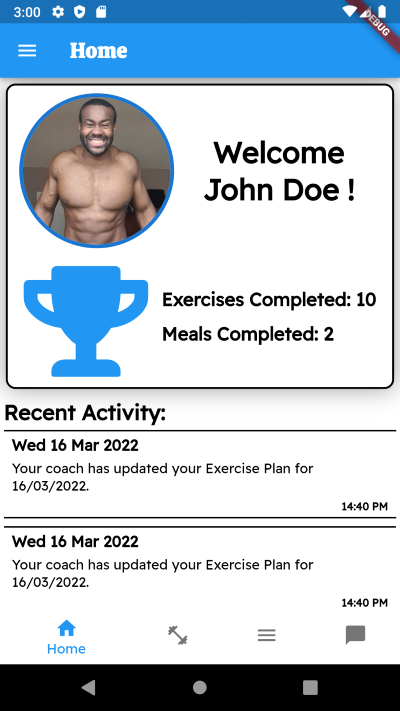 3:00
DEBUG
Home
Welcome
John Doe !
Exercises Completed: 10
Meals Completed: 2
Recent Activity:
Wed 16 Mar 2022
Your coach has updated your Exercise Plan for
16/03/2022.
14:40 PM
Wed 16 Mar 2022
Your coach has updated your Exercise Plan for
16/03/2022.
14:40 PM
Home